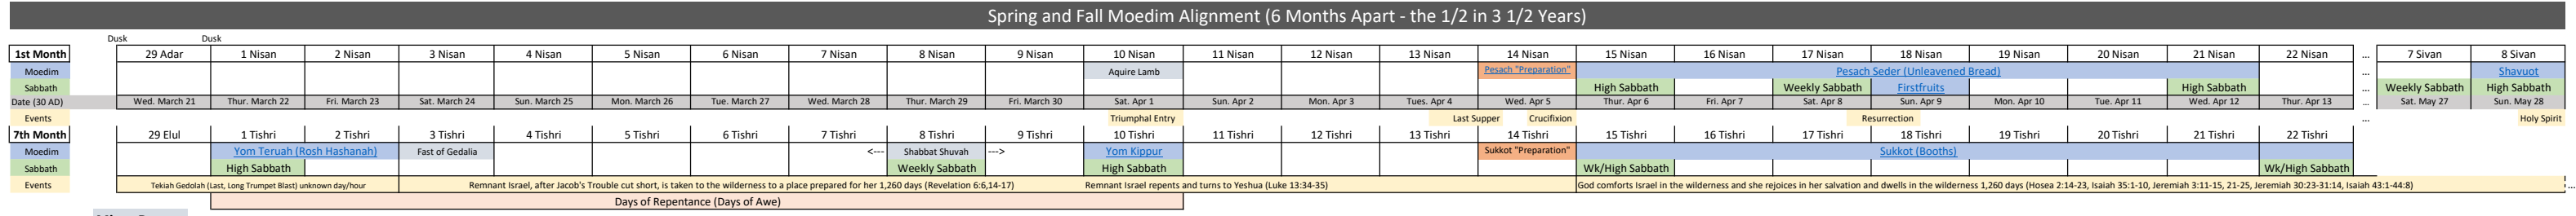 Spring and Fall Moedim Alignment (6 Months Apart - the 1/2 in 3 1/2 Years)
Dusk Dusk
1st Month 29 Adar 1 Nisan 2 Nisan 3 Nisan 4 Nisan 5 Nisan 6 Nisan 7 Nisan 8 Nisan 9 Nisan 10 Nisan 11 Nisan 12 Nisan 13 Nisan 14 Nisan 15 Nisan 16 Nisan 17 Nisan 18 Nisan 19 Nisan 20 Nisan 21 Nisan 22 Nisan ... 7 Sivan 8 Sivan
Moedim Aquire Lamb Pesach "Preparation" Pesach Seder (Unleavened Bread) ... Shavuot
Sabbath High Sabbath Weekly Sabbath Firstfruits High Sabbath ... Weekly Sabbath High Sabbath
Date (30 AD) Wed. March 21 Thur. March 22 Fri. March 23 Sat. March 24 Sun. March 25 Mon. March 26 Tue. March 27 Wed. March 28 Thur. March 29 Fri. March 30 Sat. Apr 1 Sun. Apr 2 Mon. Apr 3 Tues. Apr 4 Wed. Apr 5 Thur. Apr 6 Fri. Apr 7 Sat. Apr 8 Sun. Apr 9 Mon. Apr 10 Tue. Apr 11 Wed. Apr 12 Thur. Apr 13 ... Sat. May 27 Sun. May 28
Events Triumphal Entry Last Supper Crucifixion Resurrection ... Holy Spirit
7th Month 29 Elul 1 Tishri 2 Tishri 3 Tishri 4 Tishri 5 Tishri 6 Tishri 7 Tishri 8 Tishri 9 Tishri 10 Tishri 11 Tishri 12 Tishri 13 Tishri 14 Tishri 15 Tishri 16 Tishri 17 Tishri 18 Tishri 19 Tishri 20 Tishri 21 Tishri 22 Tishri
Moedim Yom Teruah (Rosh Hashanah) Fast of Gedalia <--- Shabbat Shuvah ---> Yom Kippur Sukkot "Preparation" Sukkot (Booths)
Sabbath High Sabbath Weekly Sabbath High Sabbath Wk/High Sabbath Wk/High Sabbath
Events Tekiah Gedolah (Last, Long Trumpet Blast) unknown day/hour Remnant Israel, after Jacob's Trouble cut short, is taken to the wilderness to a place prepared for her 1,260 days (Revelation 6:6,14-17) Remnant Israel repents and turns to Yeshua (Luke 13:34-35) God comforts Israel in the wilderness and she rejoices in her salvation and dwells in the wilderness 1,260 days (Hosea 2:14-23, Isaiah 35:1-10, Jeremiah 3:11-15, 21-25, Jeremiah 30:23-31:14, Isaiah 43:1-44:8) ...
Days of Repentance (Days of Awe)